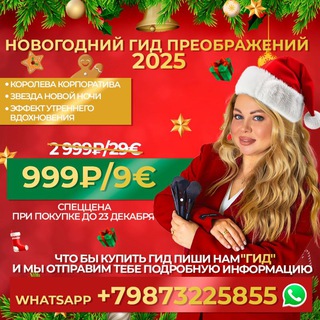 НОВОГОДНИЙ ГИД ПРЕОБРАЖЕНИЙ
2025
• КОРОЛЕВА КОРПОРАТИВА
• ЗВЕЗДА НОВОЙ НОЧИ
• ЭФФЕКТ УТРЕННЕГО
ВДОХНОВЕНИЯ
2 999₽/29€
999₽/9€
СПЕЦЦЕНА
ПРИ ПОКУПКЕ ДО 23 ДЕКАБРЯ
ЧТО БЫ КУПИТЬ ГИД ПИШИ НАМ"ГИД"
И МЫ ОТПРАВИМ ТЕБЕ ПОДРОБНУЮ ИНФОРМАЦИЮ
WHATSAPP +79873225855